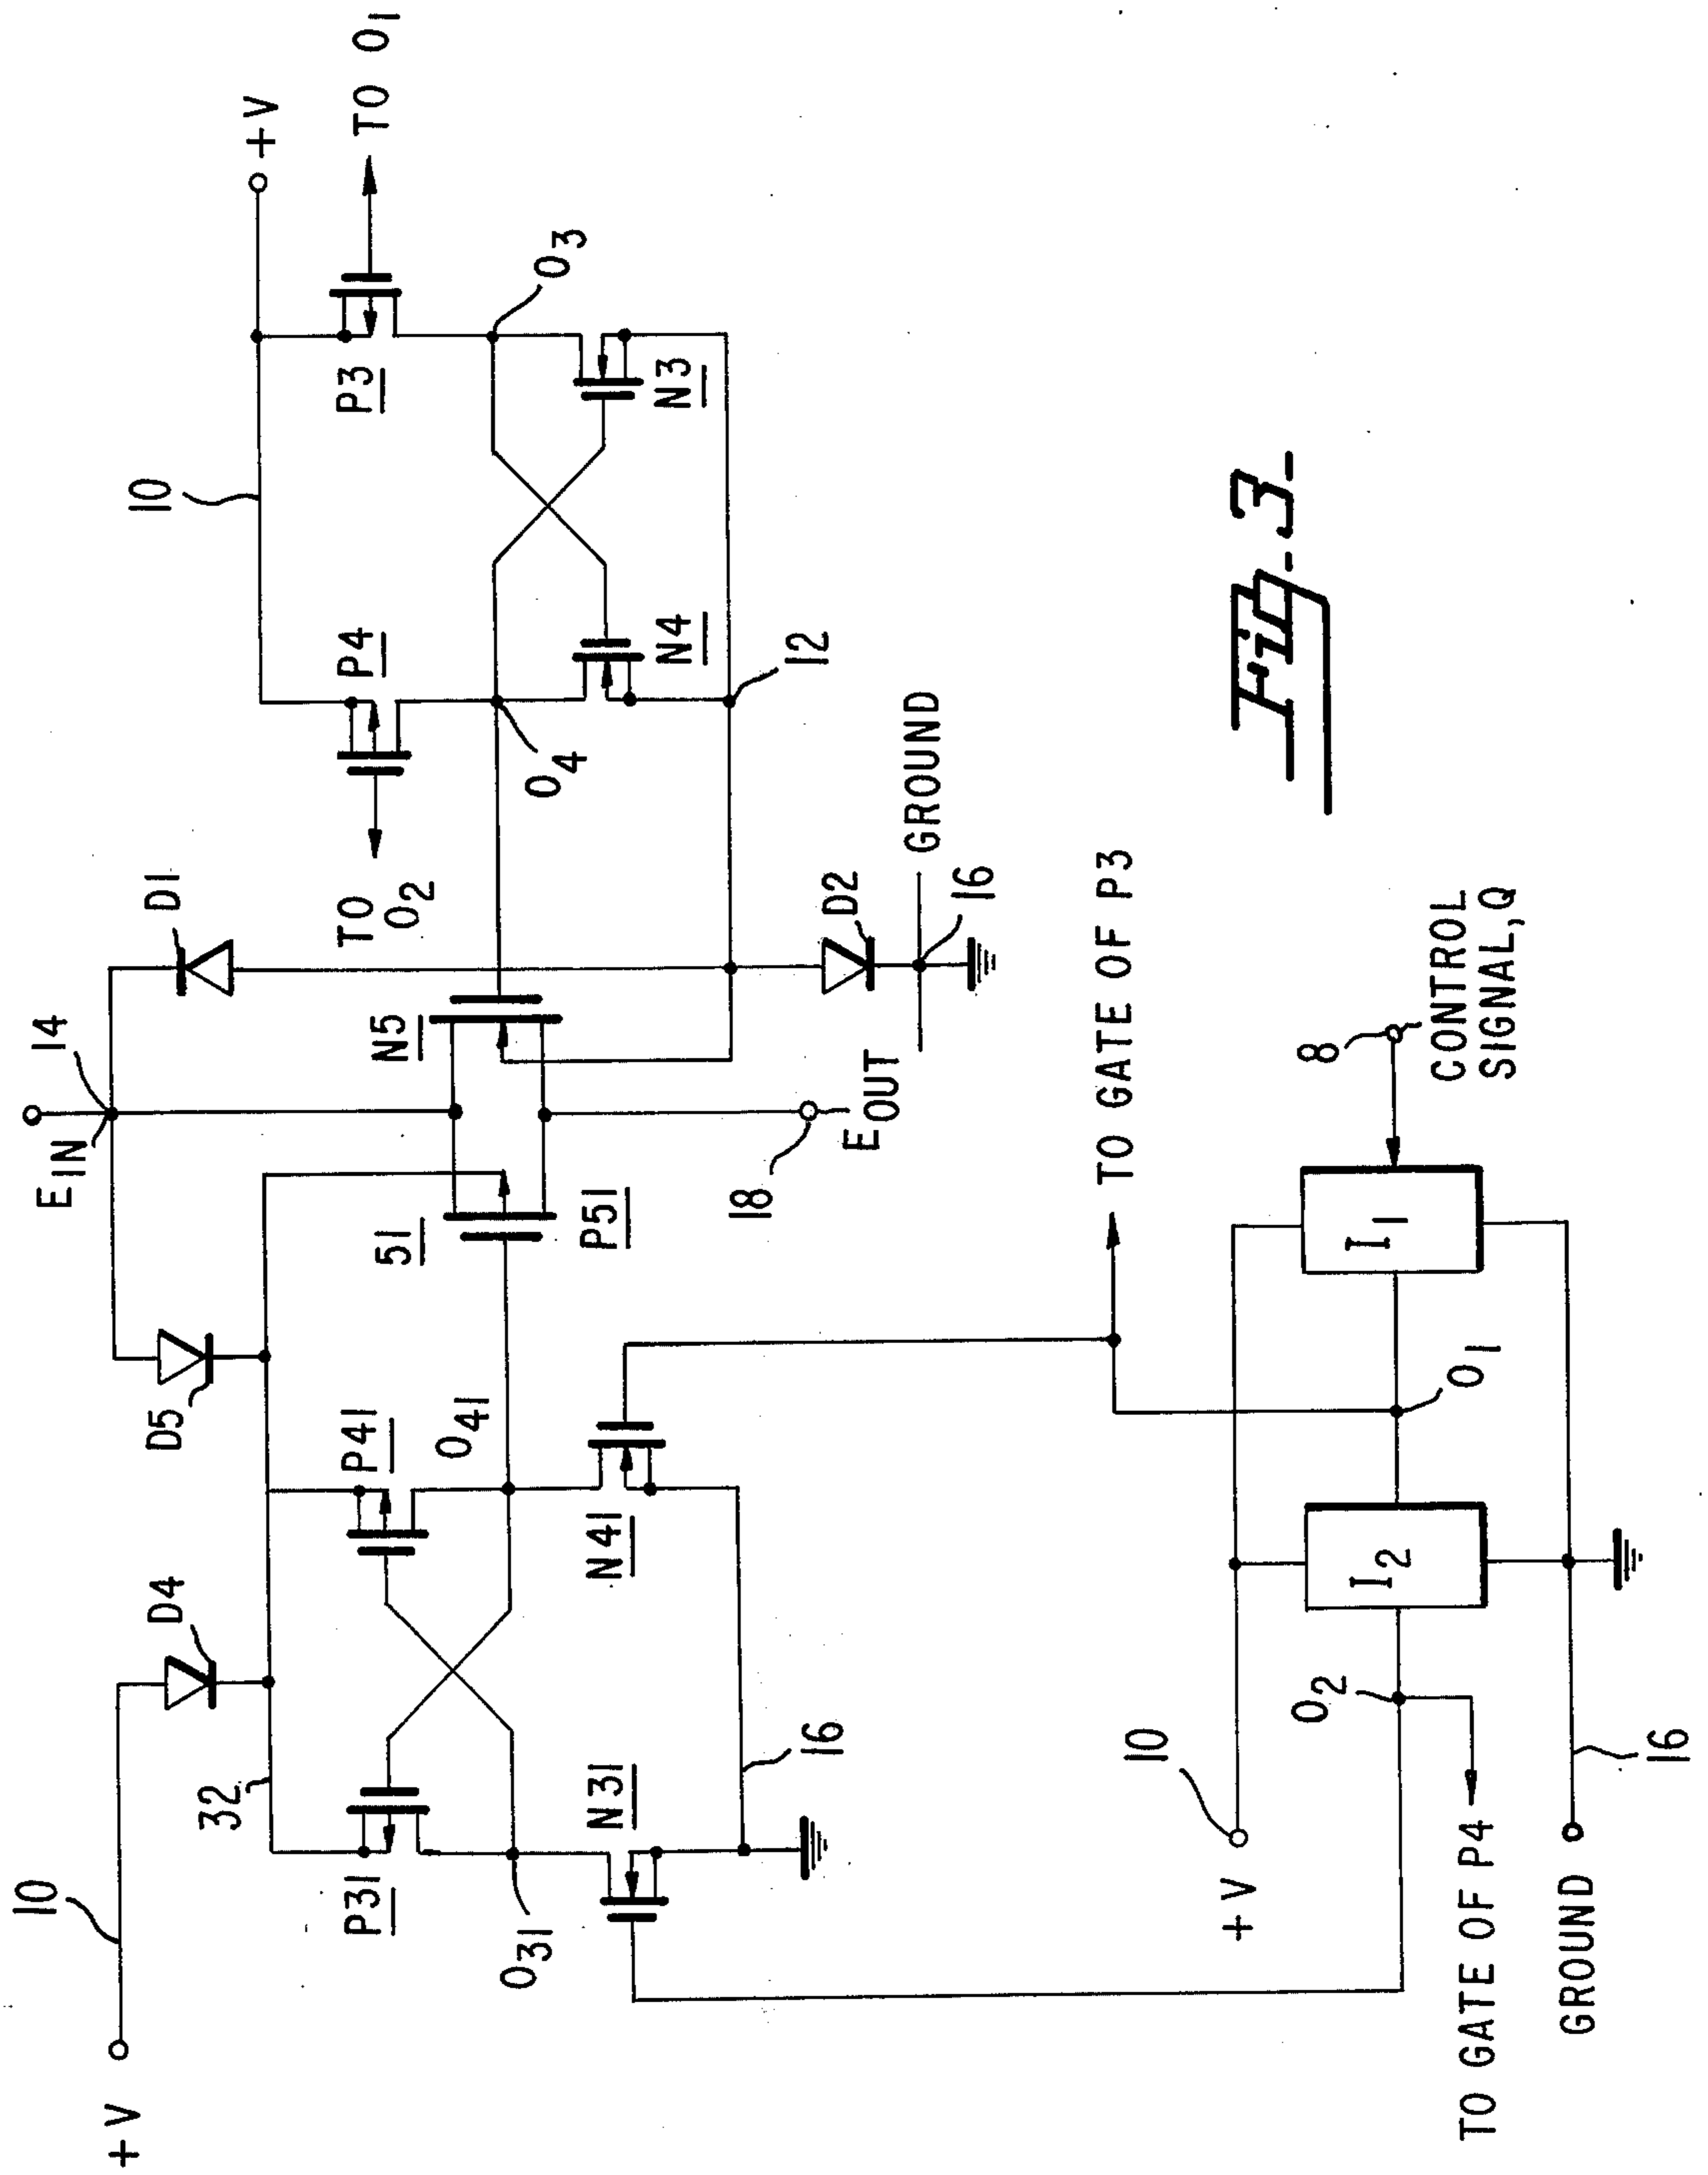 +V
10
D4
32
P31
O31
N31
P41
O41
N41
16
D5
EIN
14
51
P51
N5
D1
18
EOUT
TO
O2
D2
GROUND
16
10
+V
P4
P3
TO O1
O4
O3
N4
N3
12
TO GATE OF P3
10
+V
O2
I2
O1
I1
8
CONTROL
SIGNAL,Q
TO GATE OF P4
GROUND
16
Fig. 3.